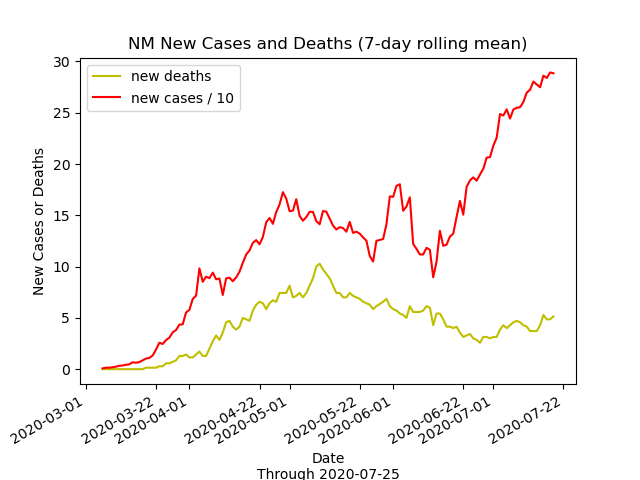 NM New Cases and Deaths (7-day rolling mean)
new deaths
new cases / 10
30
25
20
15
10
5
0
New Cases or Deaths
2020-03-01
2020-03-22
2020-04-01
2020-04-22
2020-05-01
2020-05-22
2020-06-01
2020-06-22
2020-07-01
2020-07-22
Date
Through 2020-07-25